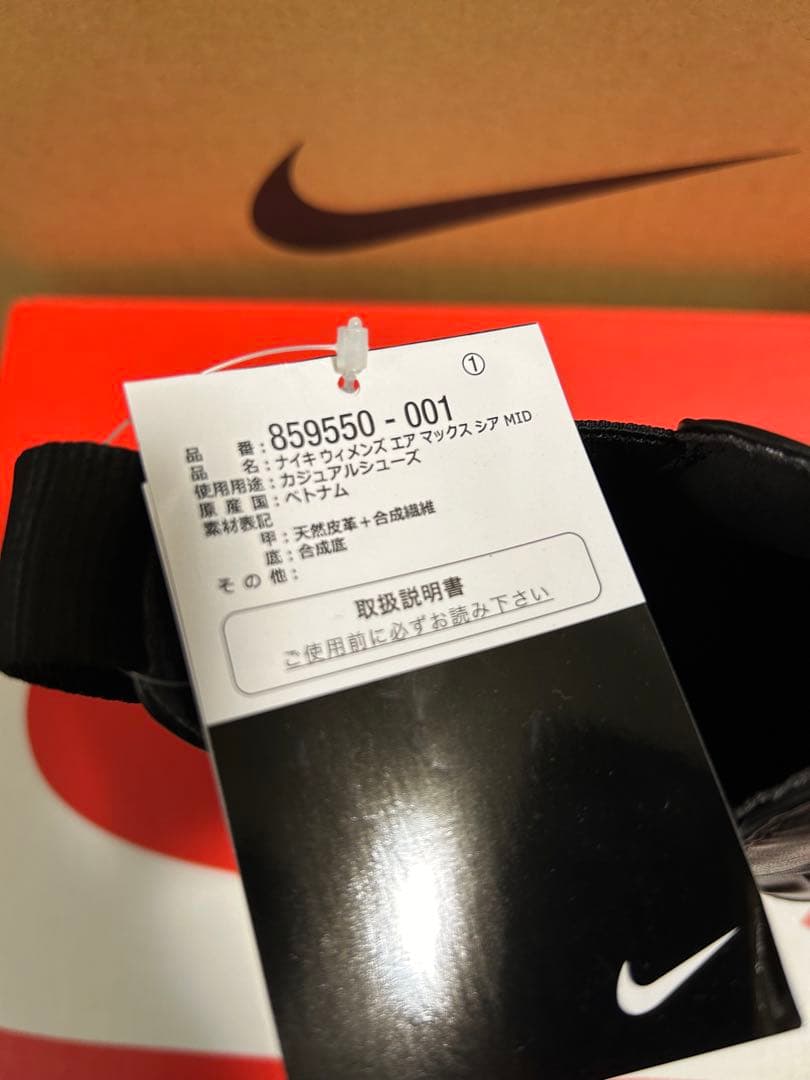 ①
品番：859550 - 001
品名：ナイキ ウィメンズ エア マックス シア MID
使用用途：カジュアルシューズ
原産国：ベトナム
素材表記
甲：天然皮革＋合成繊維
底：合成底
その他：
取扱説明書
ご使用前に必ずお読み下さい